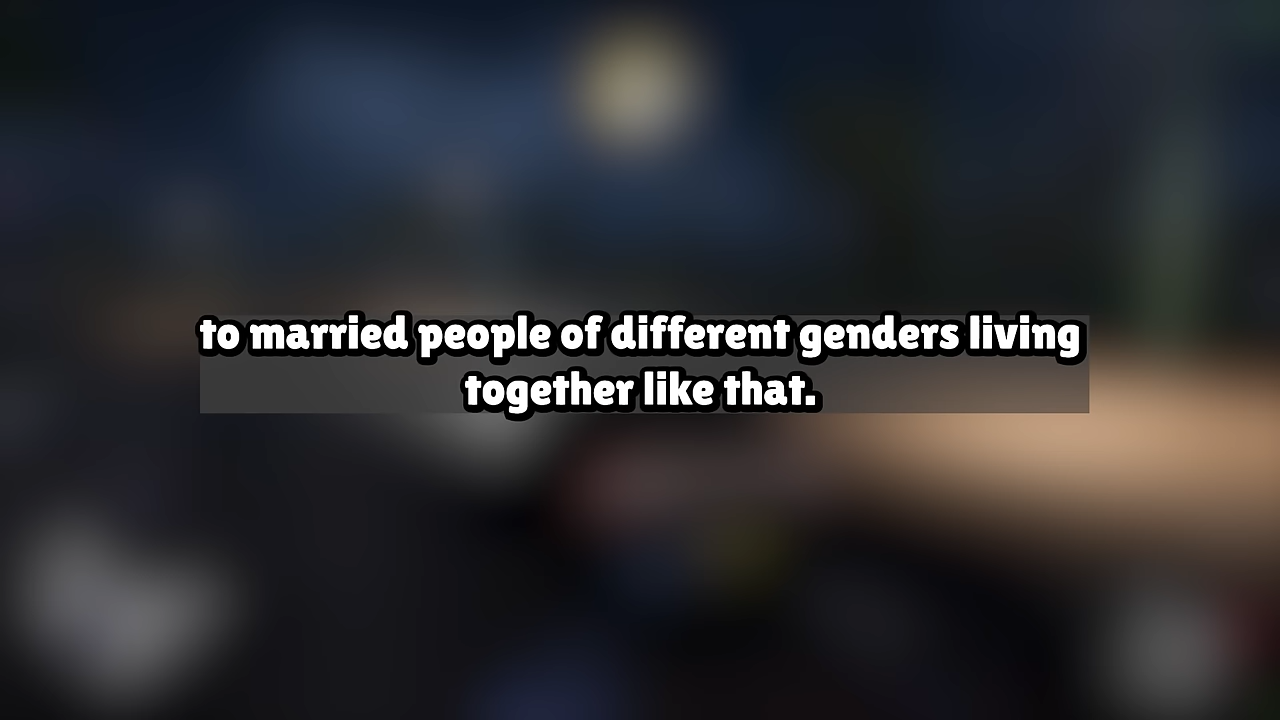 to married people of different genders living
together like that.